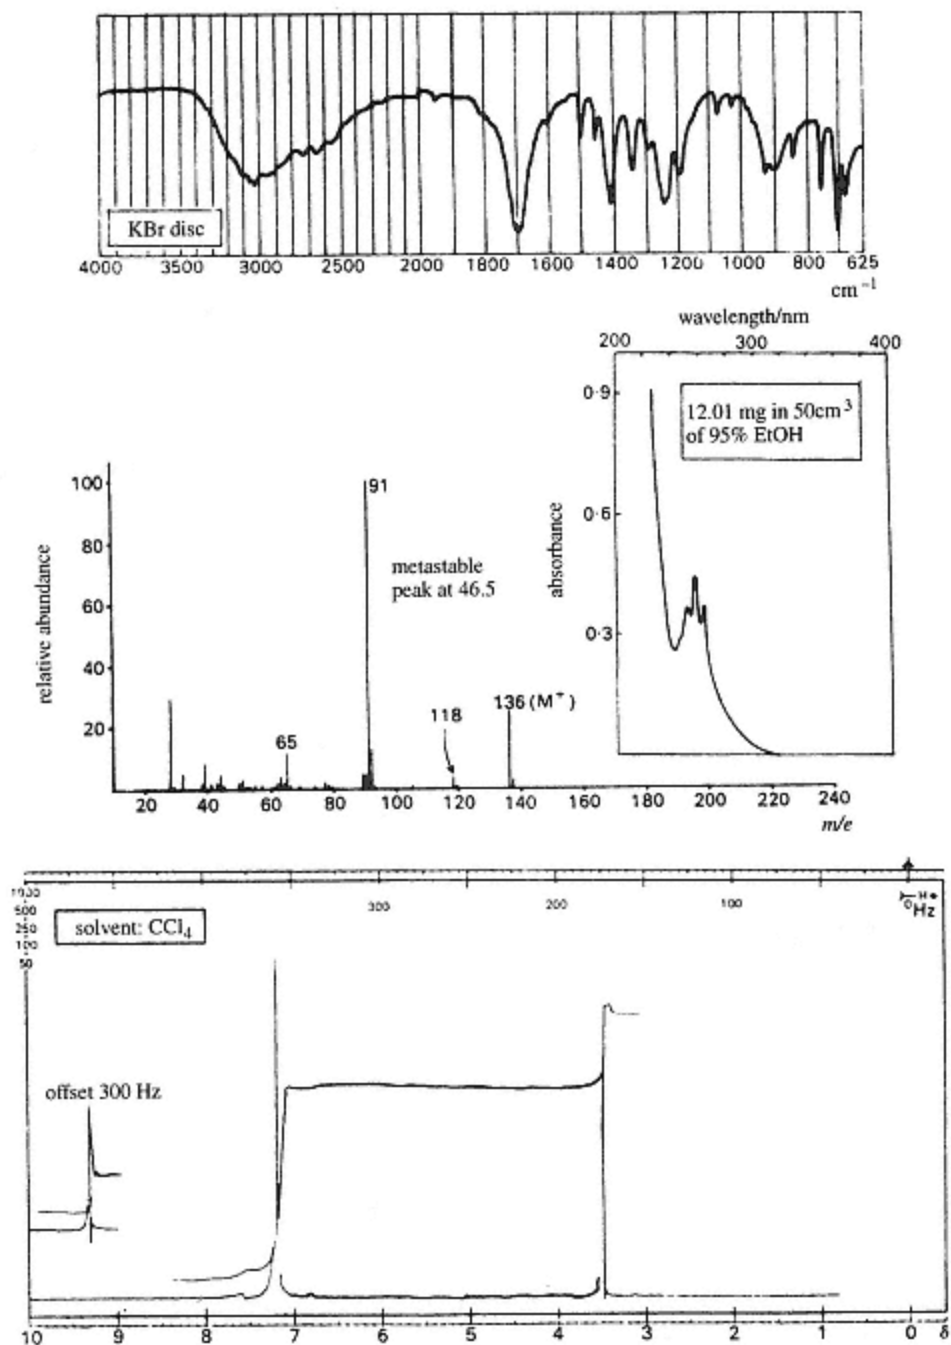 KBr disc
4000 3500 3000 2500 2000 1800 1600 1400 1200 1000 800 625
cm⁻¹
wavelength/nm
200 300 400
0·9
12.01 mg in 50cm³
of 95% EtOH
0·6
0·3
absorbance
100
80
60
40
20
relative abundance
91
metastable
peak at 46.5
65
118
136 (M⁺)
20 40 60 80 100 120 140 160 180 200 220 240
m/e
300 200 100 0 Hz
H
500
250
100
50
solvent: CCl₄
offset 300 Hz
10 9 8 7 6 5 4 3 2 1 0 δ